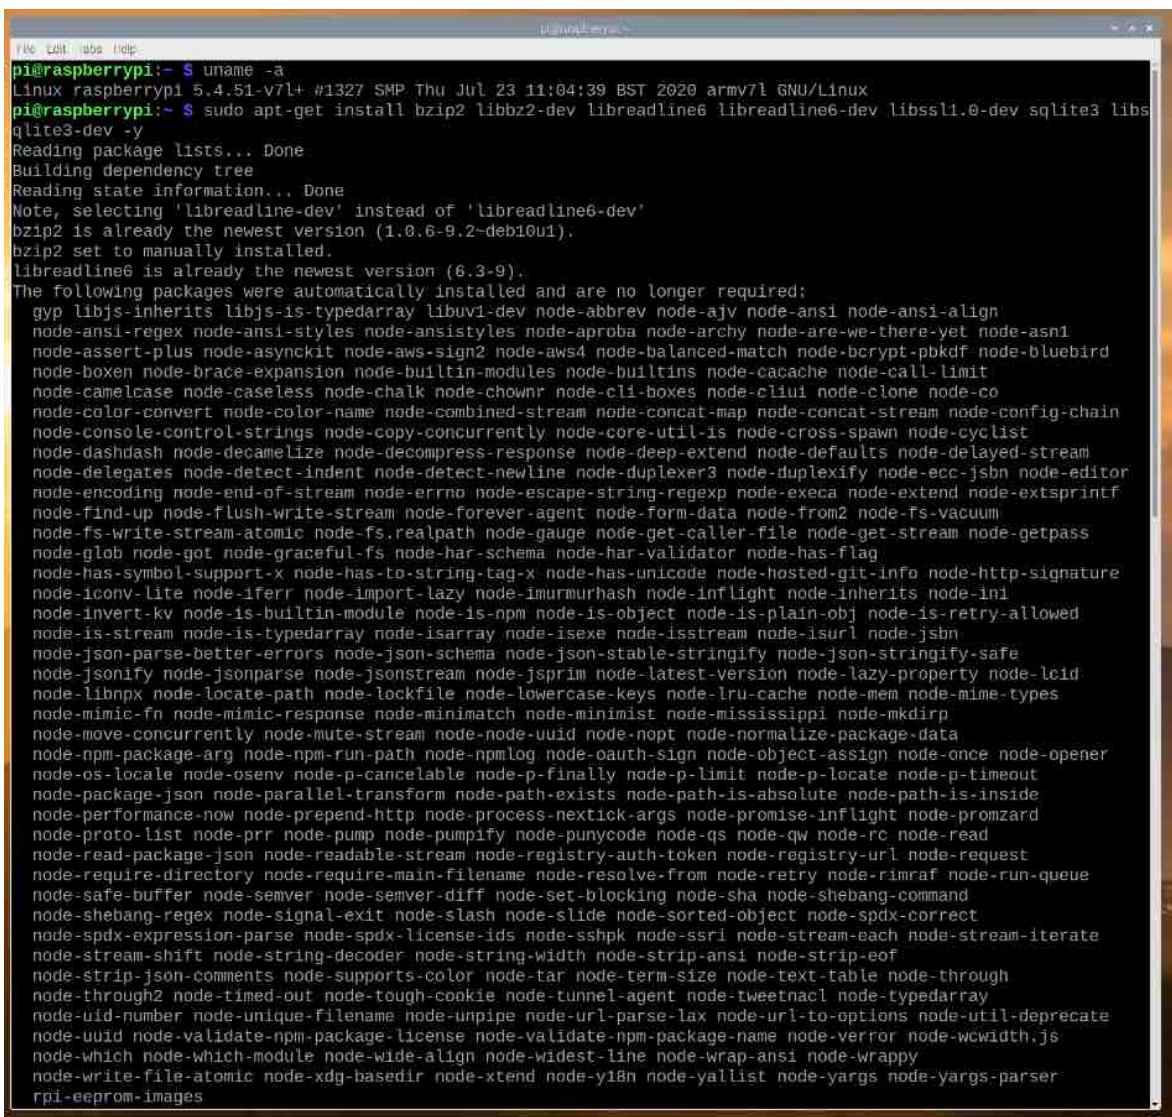 pi@raspberrypi: ~
File Edit Tabs Help
pi@raspberrypi:~ $ uname -a
Linux raspberrypi 5.4.51-v7l+ #1327 SMP Thu Jul 23 11:04:39 BST 2020 armv7l GNU/Linux
pi@raspberrypi:~ $ sudo apt-get install bzip2 libbz2-dev libreadline6 libreadline6-dev libssl1.0-dev sqlite3 libs
qlite3-dev -y
Reading package lists... Done
Building dependency tree
Reading state information... Done
Note, selecting 'libreadline-dev' instead of 'libreadline6-dev'
bzip2 is already the newest version (1.0.6-9.2~deb10u1).
bzip2 set to manually installed.
libreadline6 is already the newest version (6.3-9).
The following packages were automatically installed and are no longer required:
gyp libjs-inherits libjs-is-typedarray libuv1-dev node-abbrev node-ajv node-ansi node-ansi-align
node-ansi-regex node-ansi-styles node-ansistyles node-aproba node-archy node-are-we-there-yet node-asn1
node-assert-plus node-asynckit node-aws-sign2 node-aws4 node-balanced-match node-bcrypt-pbkdf node-bluebird
node-boxen node-brace-expansion node-builtin-modules node-builtins node-cacache node-call-limit
node-camelcase node-caseless node-chalk node-chownr node-cli-boxes node-cliui node-clone node-co
node-color-convert node-color-name node-combined-stream node-concat-map node-concat-stream node-config-chain
node-console-control-strings node-copy-concurrently node-core-util-is node-cross-spawn node-cyclist
node-dashdash node-decamelize node-decompress-response node-deep-extend node-defaults node-delayed-stream
node-delegates node-detect-indent node-detect-newline node-duplexer3 node-duplexify node-ecc-jsbn node-editor
node-encoding node-end-of-stream node-errno node-escape-string-regexp node-execa node-extend node-extsprintf
node-find-up node-flush-write-stream node-forever-agent node-form-data node-from2 node-fs-vacuum
node-fs-write-stream-atomic node-fs.realpath node-gauge node-get-caller-file node-get-stream node-getpass
node-glob node-got node-graceful-fs node-har-schema node-har-validator node-has-flag
node-has-symbol-support-x node-has-to-string-tag-x node-has-unicode node-hosted-git-info node-http-signature
node-iconv-lite node-iferr node-import-lazy node-imurmurhash node-inflight node-inherits node-ini
node-invert-kv node-is-builtin-module node-is-npm node-is-object node-is-plain-obj node-is-retry-allowed
node-is-stream node-is-typedarray node-isarray node-isexe node-isstream node-isurl node-jsbn
node-json-parse-better-errors node-json-schema node-json-stable-stringify node-json-stringify-safe
node-jsonify node-jsonparse node-jsonstream node-jsprim node-latest-version node-lazy-property node-lcid
node-libnpx node-locate-path node-lockfile node-lowercase-keys node-lru-cache node-mem node-mime-types
node-mimic-fn node-mimic-response node-minimatch node-minimist node-mississippi node-mkdirp
node-move-concurrently node-mute-stream node-node-uuid node-nopt node-normalize-package-data
node-npm-package-arg node-npm-run-path node-npmlog node-oauth-sign node-object-assign node-once node-opener
node-os-locale node-osenv node-p-cancelable node-p-finally node-p-limit node-p-locate node-p-timeout
node-package-json node-parallel-transform node-path-exists node-path-is-absolute node-path-is-inside
node-performance-now node-prepend-http node-process-nextick-args node-promise-inflight node-promzard
node-proto-list node-prr node-pump node-pumpify node-punycode node-qs node-qw node-rc node-read
node-read-package-json node-readable-stream node-registry-auth-token node-registry-url node-request
node-require-directory node-require-main-filename node-resolve-from node-retry node-rimraf node-run-queue
node-safe-buffer node-semver node-semver-diff node-set-blocking node-sha node-shebang-command
node-shebang-regex node-signal-exit node-slash node-slide node-sorted-object node-spdx-correct
node-spdx-expression-parse node-spdx-license-ids node-sshpk node-ssri node-stream-each node-stream-iterate
node-stream-shift node-string-decoder node-string-width node-strip-ansi node-strip-eof
node-strip-json-comments node-supports-color node-tar node-term-size node-text-table node-through
node-through2 node-timed-out node-tough-cookie node-tunnel-agent node-tweetnacl node-typedarray
node-uid-number node-unique-filename node-unpipe node-url-parse-lax node-url-to-options node-util-deprecate
node-uuid node-validate-npm-package-license node-validate-npm-package-name node-verror node-wcwidth.js
node-which node-which-module node-wide-align node-widest-line node-wrap-ansi node-wrappy
node-write-file-atomic node-xdg-basedir node-xtend node-y18n node-yallist node-yargs node-yargs-parser
rpi-eeprom-images